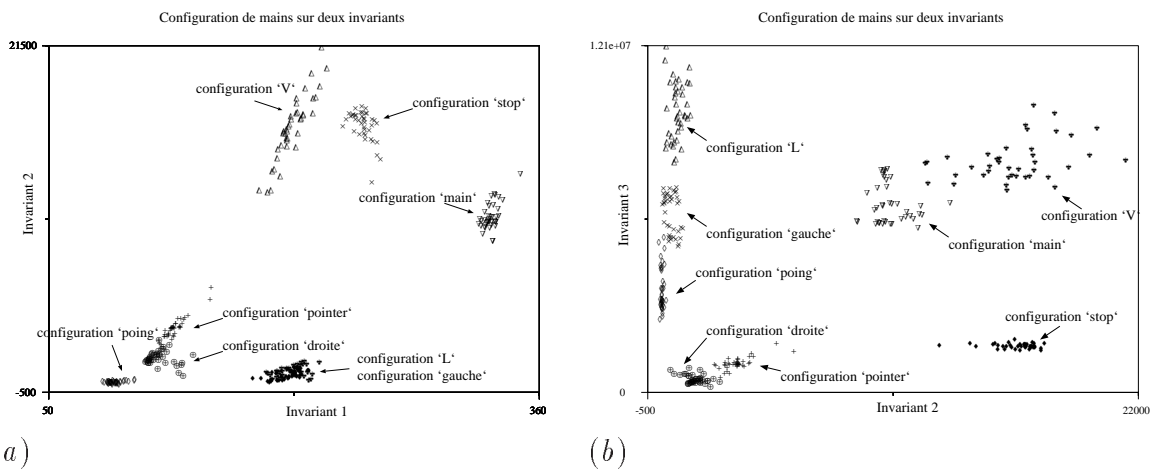 Configuration de mains sur deux invariants
21500
configuration ‘V‘
configuration ‘stop‘
configuration ‘main‘
Invariant 2
configuration ‘pointer‘
configuration ‘poing‘
configuration ‘droite‘
configuration ‘L‘
configuration ‘gauche‘
-500
50
Invariant 1
360
a)
Configuration de mains sur deux invariants
1.21e+07
configuration ‘L‘
configuration ‘V‘
configuration ‘gauche‘
configuration ‘main‘
Invariant 3
configuration ‘poing‘
configuration ‘stop‘
configuration ‘droite‘
configuration ‘pointer‘
0
-500
Invariant 2
22000
(b)